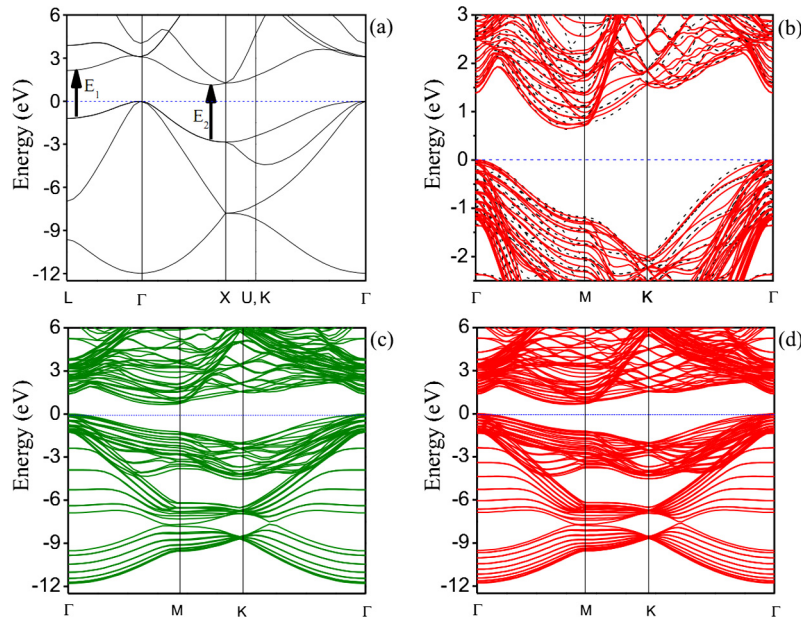 (a)
6
3
0
-3
-6
-9
-12
Energy (eV)
E1
E2
L Γ X U, K Γ
(b)
3
2
1
0
-1
-2
Energy (eV)
Γ M K Γ
(c)
6
3
0
-3
-6
-9
-12
Energy (eV)
Γ M K Γ
(d)
6
3
0
-3
-6
-9
-12
Energy (eV)
Γ M K Γ